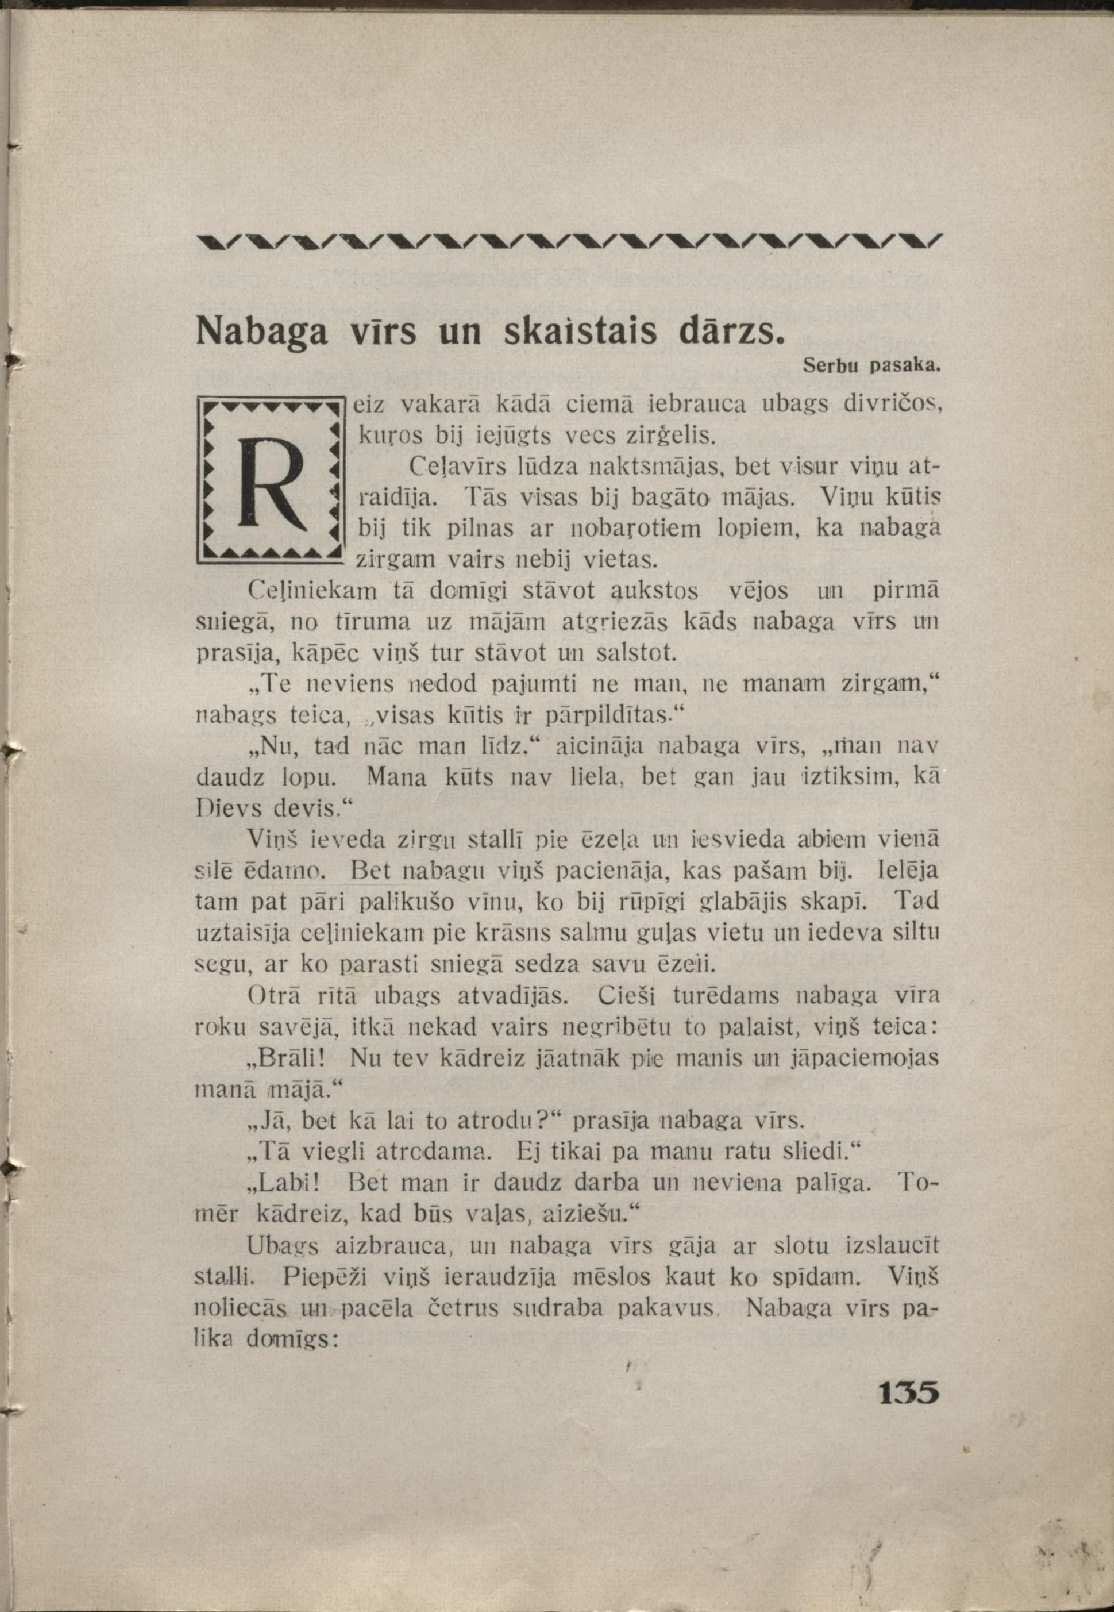 Nabaga vīrs un skaistais dārzs.
Serbu pasaka.
Reiz vakarā kādā ciemā iebrauca ubags divričos,
kuŗos bij iejūgts vecs zirģelis.
Ceļavīrs lūdza naktsmājas, bet visur viņu at-
raidīja. Tās visas bij bagāto mājas. Viņu kūtis
bij tik pilnas ar nobaŗotiem lopiem, ka nabaga
zirgam vairs nebij vietas.
Ceļiniekam tā domīgi stāvot aukstos vējos un pirmā
sniegā, no tīruma uz mājām atgriezās kāds nabaga vīrs un
prasīja, kāpēc viņš tur stāvot un salstot.
„Te neviens nedod pajumti ne man, ne manam zirgam,“
nabags teica, „visas kūtis ir pārpildītas.“
„Nu, tad nāc man līdz.“ aicināja nabaga vīrs, „man nav
daudz lopu. Mana kūts nav liela, bet gan jau iztiksim, kā
Dievs devis.“
Viņš ieveda zirgu stallī pie ēzeļa un iesvieda abiem vienā
silē ēdamo. Bet nabagu viņš pacienāja, kas pašam bij. Ielēja
tam pat pāri palikušo vīnu, ko bij rūpīgi glabājis skapī. Tad
uztaisīja ceļiniekam pie krāsns salmu guļas vietu un iedeva siltu
segu, ar ko parasti sniegā sedza savu ēzeli.
Otrā rītā ubags atvadījās. Cieši turēdams nabaga vīra
roku savējā, itkā nekad vairs negribētu to palaist, viņš teica:
„Brāli! Nu tev kādreiz jāatnāk pie manis un jāpaciemojas
manā mājā.“
„Jā, bet kā lai to atrodu?“ prasīja nabaga vīrs.
„Tā viegli atrodama. Ej tikai pa manu ratu sliedi.“
„Labi! Bet man ir daudz darba un neviena palīga. To-
mēr kādreiz, kad būs vaļas, aiziešu.“
Ubags aizbrauca, un nabaga vīrs gāja ar slotu izslaucīt
stalli. Piepēži viņš ieraudzīja mēslos kaut ko spīdam. Viņš
noliecās un pacēla četrus sudraba pakavus. Nabaga vīrs pa-
lika domīgs:
135